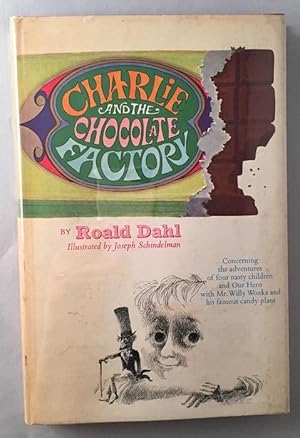 CHARLIE
AND THE
CHOCOLATE
FACTORY
BY Roald Dahl
Illustrated by Joseph Schindelman
Concerning
the adventures
of four nasty children
and Our Hero
with Mr. Willy Wonka and
his famous candy plant